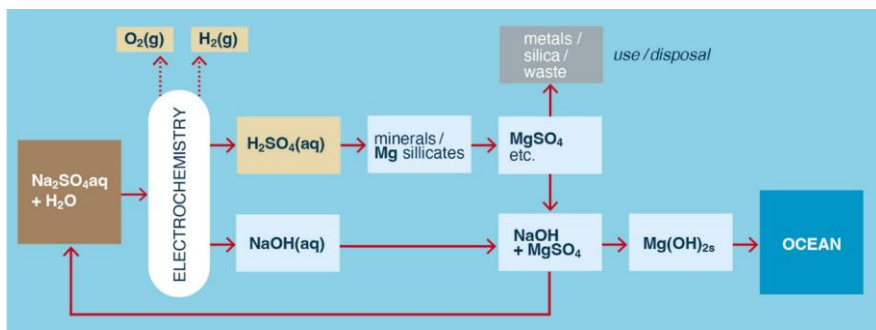 O₂(g)
H₂(g)
metals /
silica /
waste
use / disposal
ELECTROCHEMISTRY
H₂SO₄(aq)
minerals /
Mg sillicates
MgSO₄
etc.
Na₂SO₄aq
+ H₂O
NaOH(aq)
NaOH
+ MgSO₄
Mg(OH)₂s
OCEAN